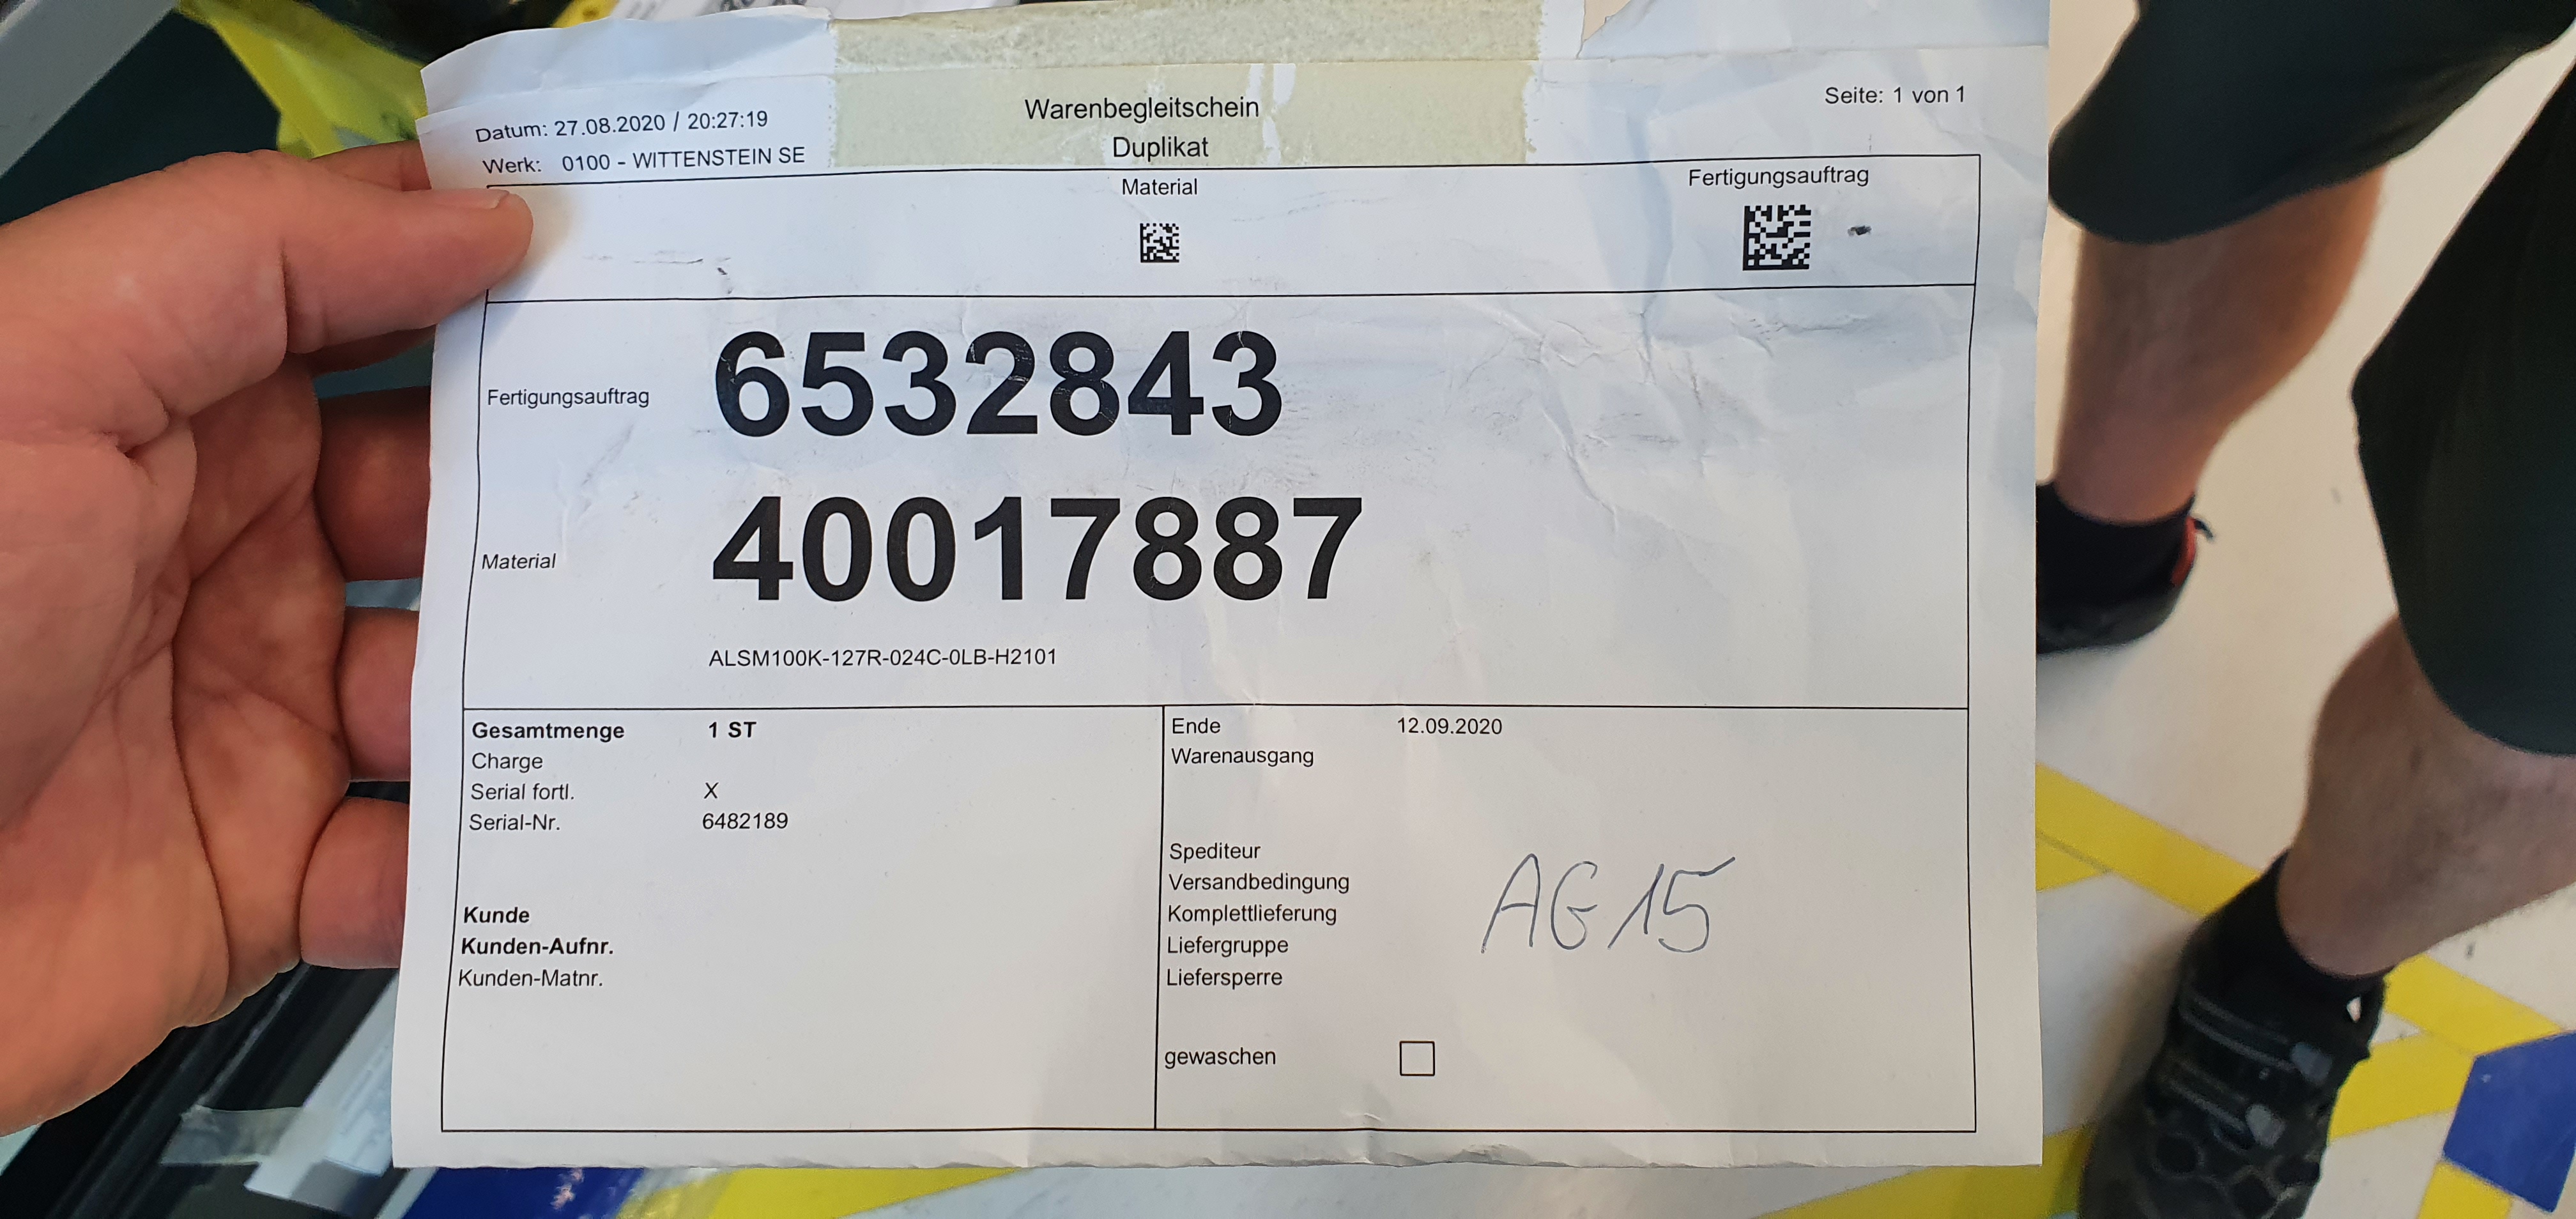 Datum: 27.08.2020 / 20:27:19
Werk: 0100 - WITTENSTEIN SE
Warenbegleitschein
Duplikat
Seite: 1 von 1
Material
Fertigungsauftrag
Fertigungsauftrag 6532843
Material 40017887
ALSM100K-127R-024C-0LB-H2101
Gesamtmenge 1 ST
Charge
Serial fortl. X
Serial-Nr. 6482189
Kunde
Kunden-Aufnr.
Kunden-Matnr.
Ende 12.09.2020
Warenausgang
Spediteur
Versandbedingung
Komplettlieferung
Liefergruppe
Liefersperre
AG 15
gewaschen